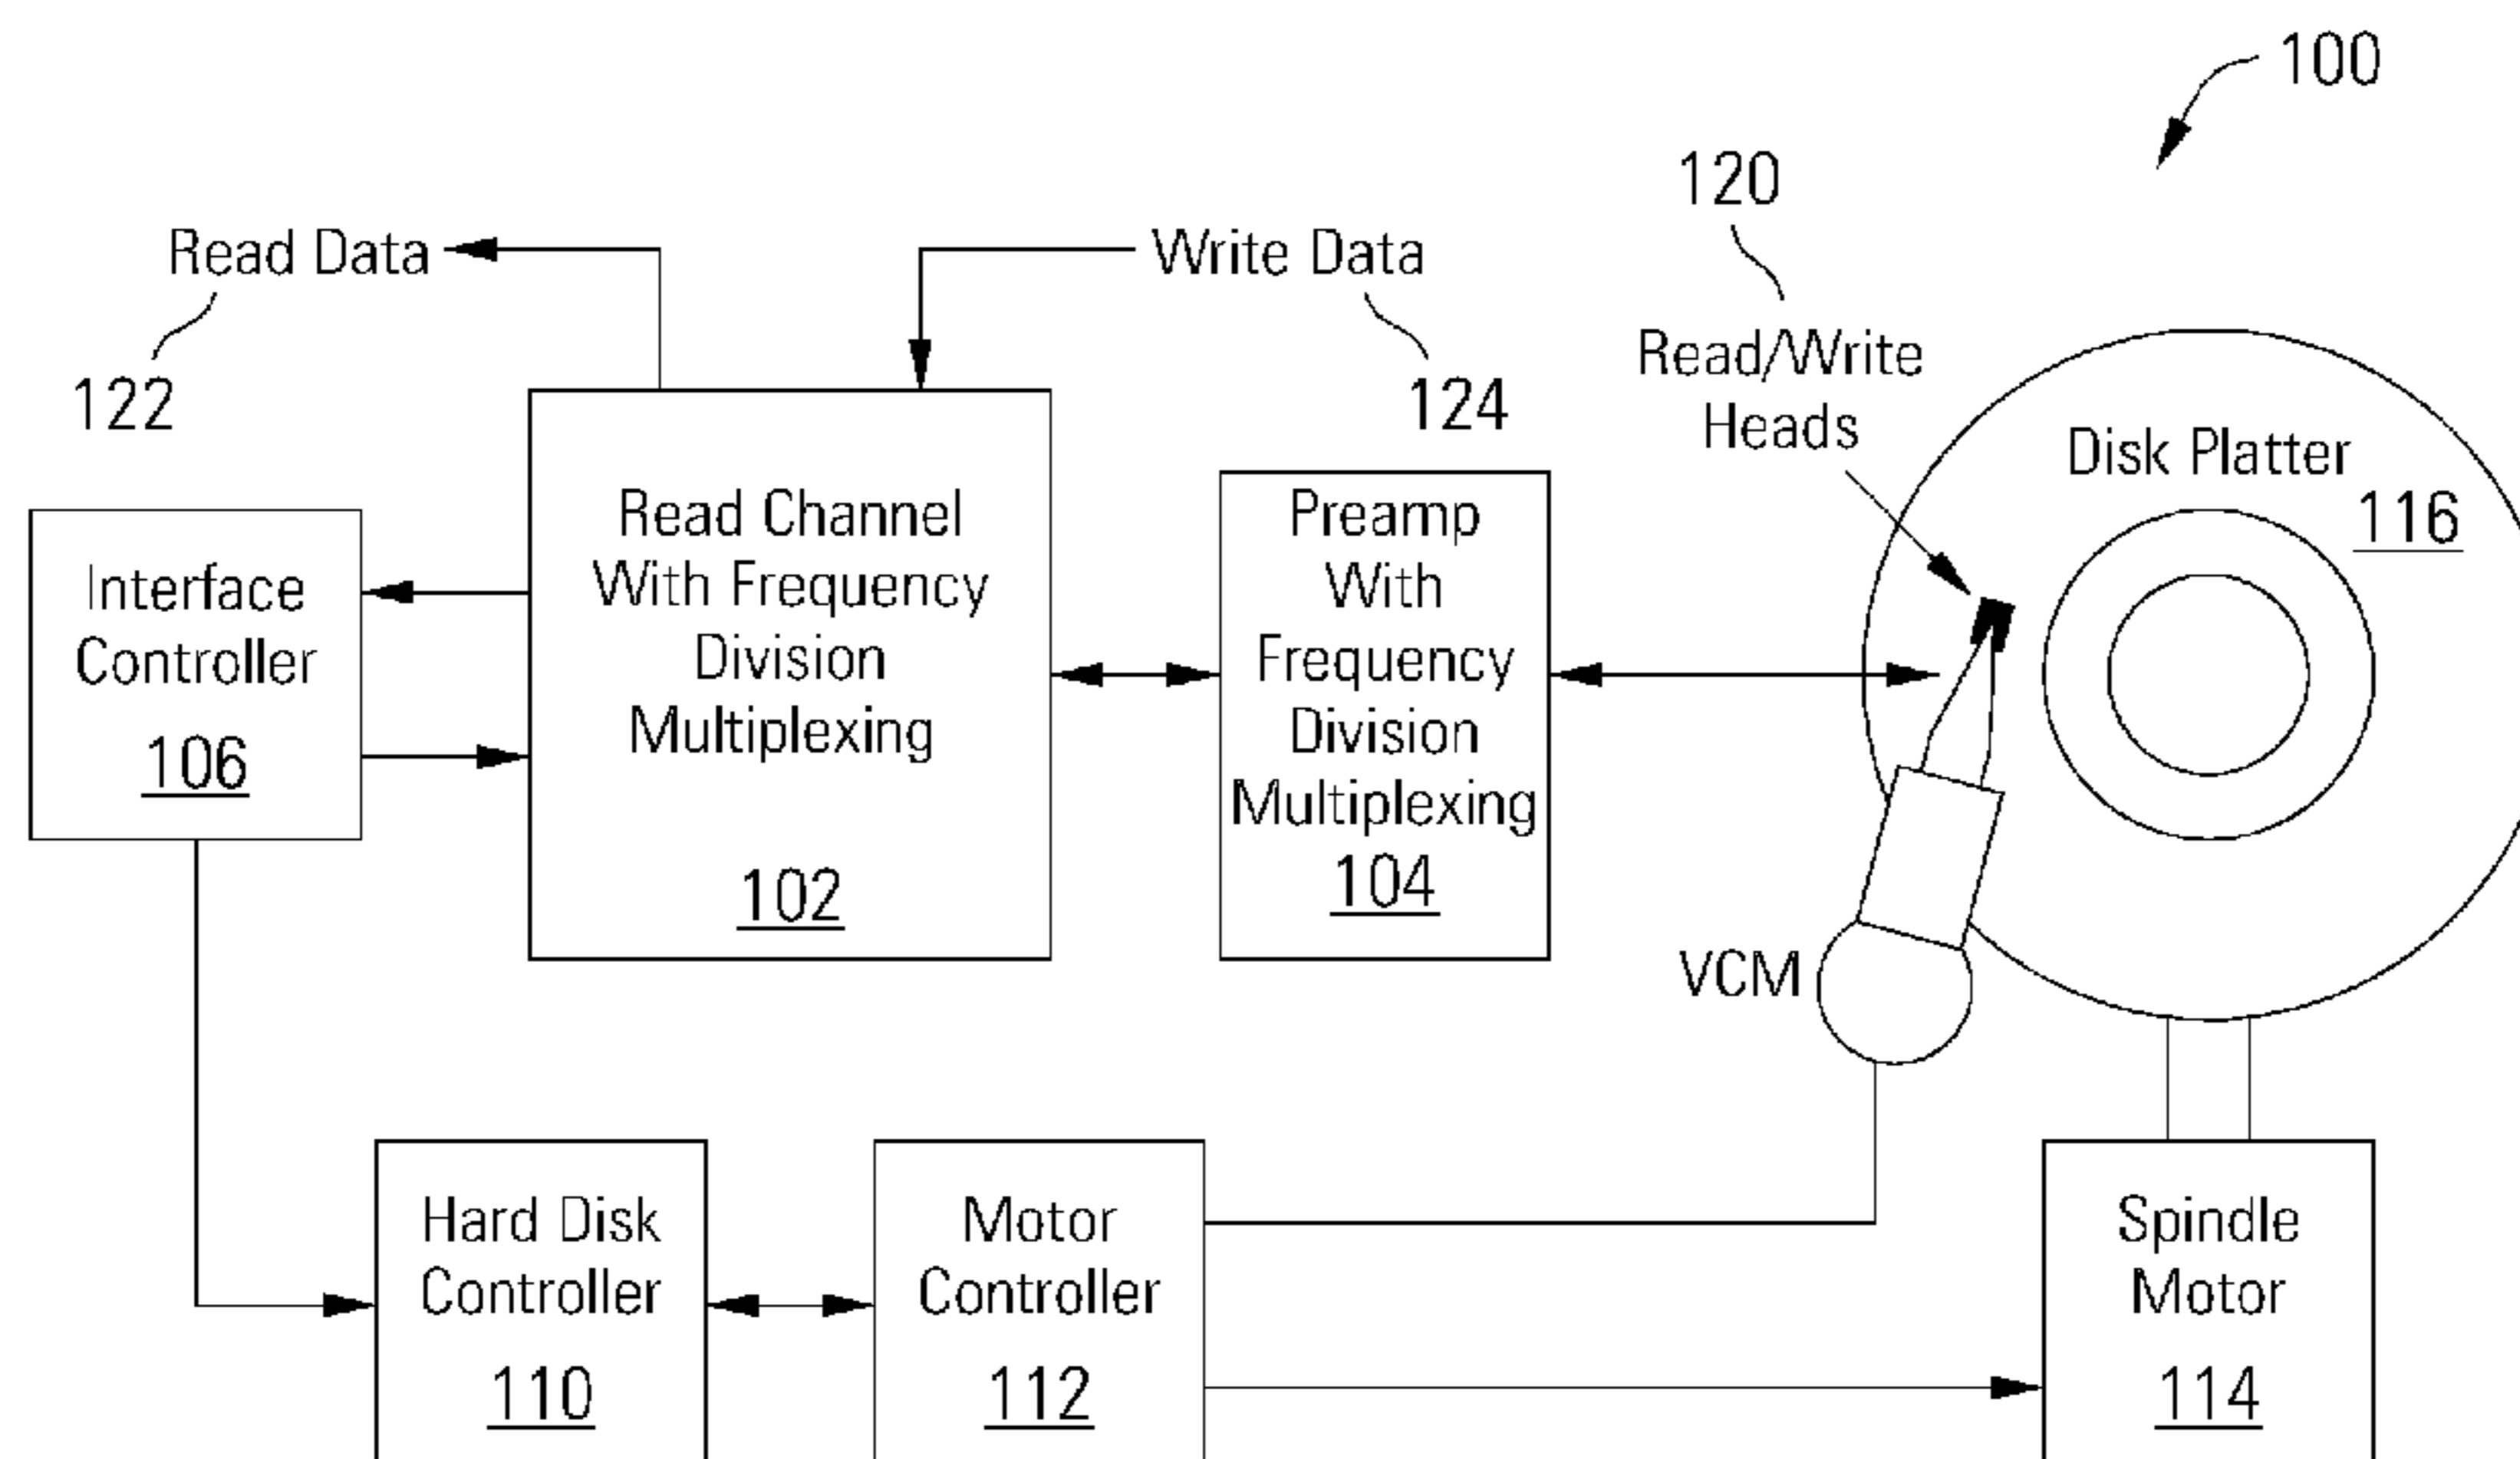 100
120
Read Data
Write Data
122
124
Read/Write
Heads
Disk Platter
116
Interface
Controller
106
Read Channel
With Frequency
Division
Multiplexing
102
Preamp
With
Frequency
Division
Multiplexing
104
VCM
Hard Disk
Controller
110
Motor
Controller
112
Spindle
Motor
114